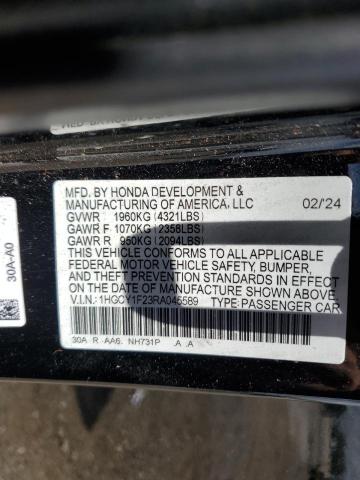 MFD. BY HONDA DEVELOPMENT &
MANUFACTURING OF AMERICA, LLC 02/'24
GVWR 1960KG (4321LBS)
GAWR F 1070KG (2358LBS)
GAWR R 950KG (2094LBS)
THIS VEHICLE CONFORMS TO ALL APPLICABLE
FEDERAL MOTOR VEHICLE SAFETY, BUMPER,
AND THEFT PREVENTION STANDARDS IN EFFECT
ON THE DATE OF MANUFACTURE SHOWN ABOVE.
V.I.N.: 1HGCY1F23RA045589 TYPE: PASSENGER CAR
30A R AA6. NH731P .A .A
30A-A0